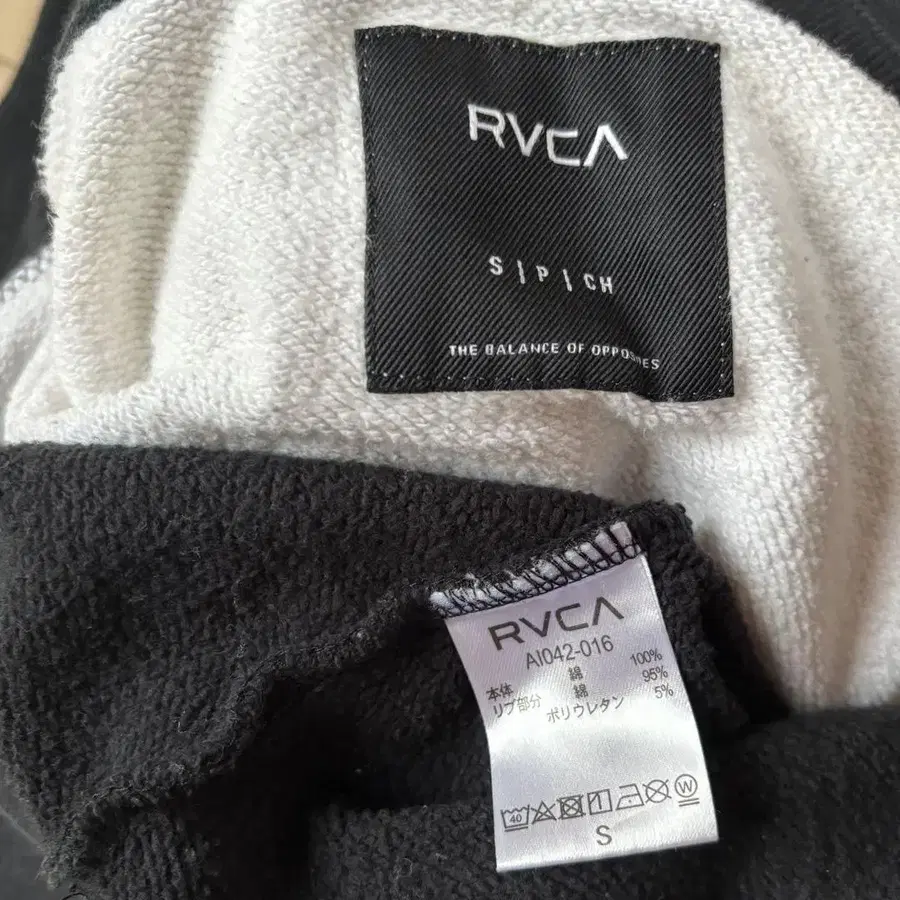 RVCA
S | P | CH
THE BALANCE OF OPPOSITES
RVCA
AI042-016
本体 綿 100%
リブ部分 綿 95%
ポリウレタン 5%
40 W
S